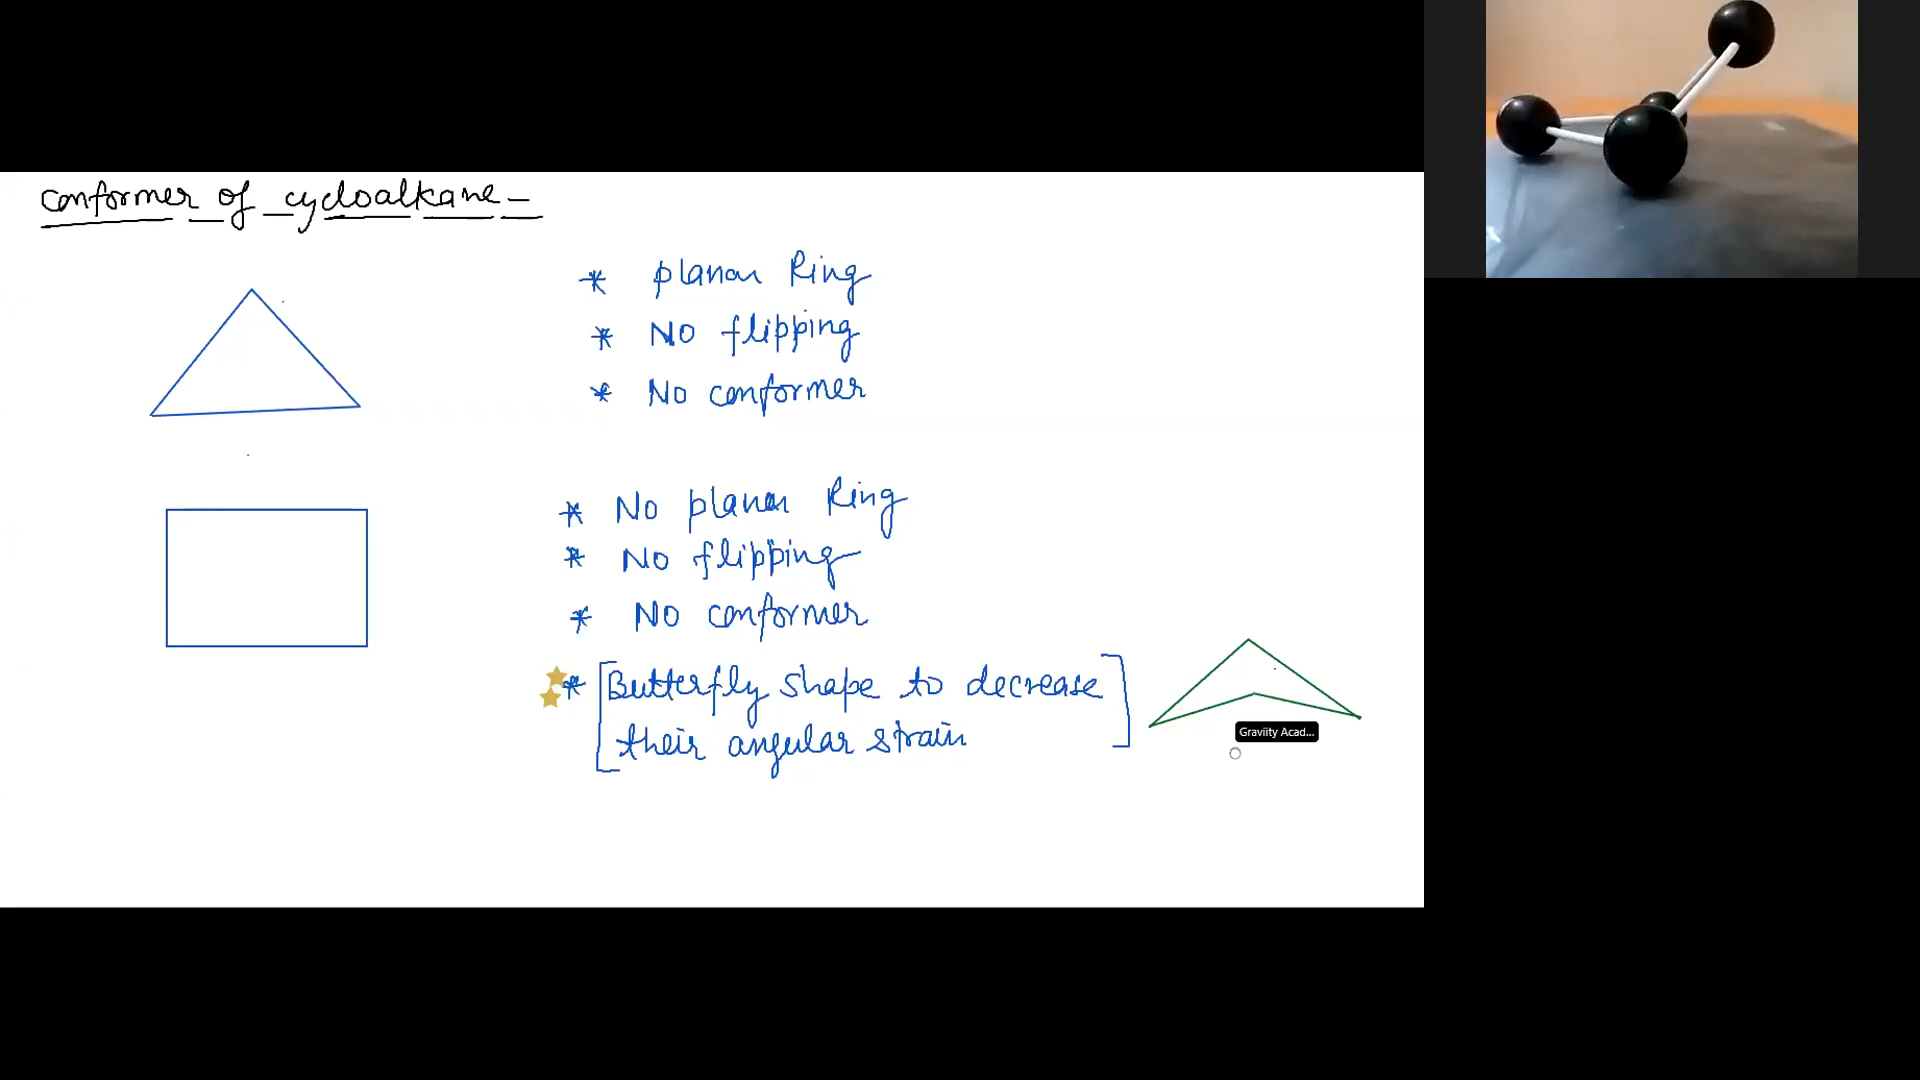 conformer of cycloalkane -
* planar Ring
* No flipping
* No conformer
* No planar Ring
* No flipping
* No conformer
* [Butterfly shape to decrease
their angular strain]
Graviity Acad...